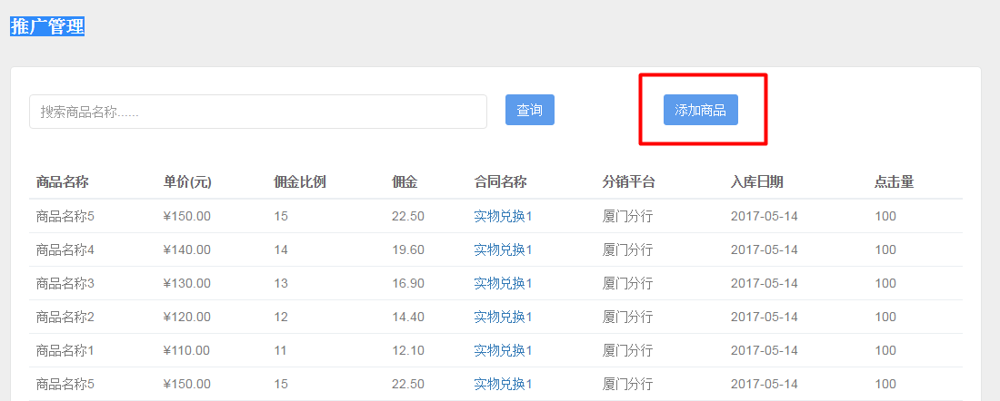 推广管理
搜索商品名称...... 查询 添加商品
商品名称 单价(元) 佣金比例 佣金 合同名称 分销平台 入库日期 点击量
商品名称5 ¥150.00 15 22.50 实物兑换1 厦门分行 2017-05-14 100
商品名称4 ¥140.00 14 19.60 实物兑换1 厦门分行 2017-05-14 100
商品名称3 ¥130.00 13 16.90 实物兑换1 厦门分行 2017-05-14 100
商品名称2 ¥120.00 12 14.40 实物兑换1 厦门分行 2017-05-14 100
商品名称1 ¥110.00 11 12.10 实物兑换1 厦门分行 2017-05-14 100
商品名称5 ¥150.00 15 22.50 实物兑换1 厦门分行 2017-05-14 100